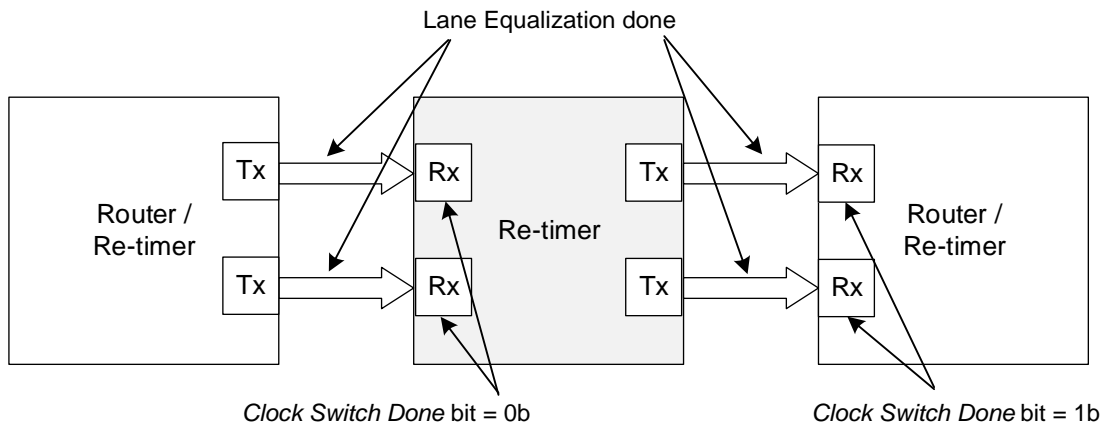 Lane Equalization done
Tx
Rx
Tx
Rx
Router /
Re-timer
Re-timer
Router /
Re-timer
Tx
Rx
Tx
Rx
Clock Switch Done bit = 0b
Clock Switch Done bit = 1b